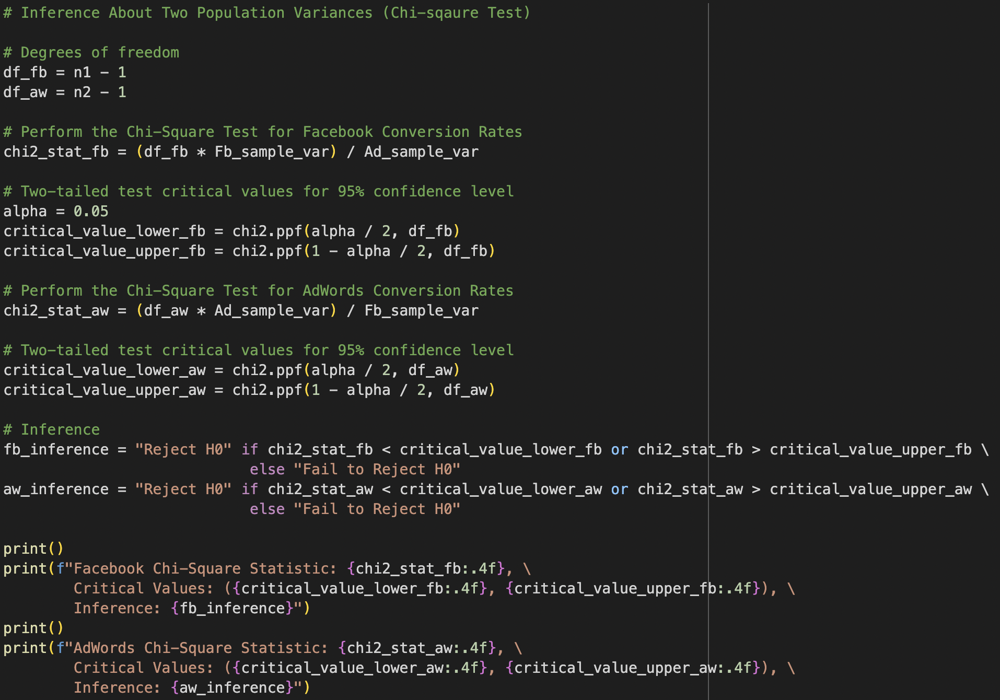 # Inference About Two Population Variances (Chi-sqaure Test)
# Degrees of freedom
df_fb = n1 - 1
df_aw = n2 - 1
# Perform the Chi-Square Test for Facebook Conversion Rates
chi2_stat_fb = (df_fb * Fb_sample_var) / Ad_sample_var
# Two-tailed test critical values for 95% confidence level
alpha = 0.05
critical_value_lower_fb = chi2.ppf(alpha / 2, df_fb)
critical_value_upper_fb = chi2.ppf(1 - alpha / 2, df_fb)
# Perform the Chi-Square Test for AdWords Conversion Rates
chi2_stat_aw = (df_aw * Ad_sample_var) / Fb_sample_var
# Two-tailed test critical values for 95% confidence level
critical_value_lower_aw = chi2.ppf(alpha / 2, df_aw)
critical_value_upper_aw = chi2.ppf(1 - alpha / 2, df_aw)
# Inference
fb_inference = "Reject H0" if chi2_stat_fb < critical_value_lower_fb or chi2_stat_fb > critical_value_upper_fb \
else "Fail to Reject H0"
aw_inference = "Reject H0" if chi2_stat_aw < critical_value_lower_aw or chi2_stat_aw > critical_value_upper_aw \
else "Fail to Reject H0"
print()
print(f"Facebook Chi-Square Statistic: {chi2_stat_fb:.4f}, \
Critical Values: ({critical_value_lower_fb:.4f}, {critical_value_upper_fb:.4f}), \
Inference: {fb_inference}")
print()
print(f"AdWords Chi-Square Statistic: {chi2_stat_aw:.4f}, \
Critical Values: ({critical_value_lower_aw:.4f}, {critical_value_upper_aw:.4f}), \
Inference: {aw_inference}")